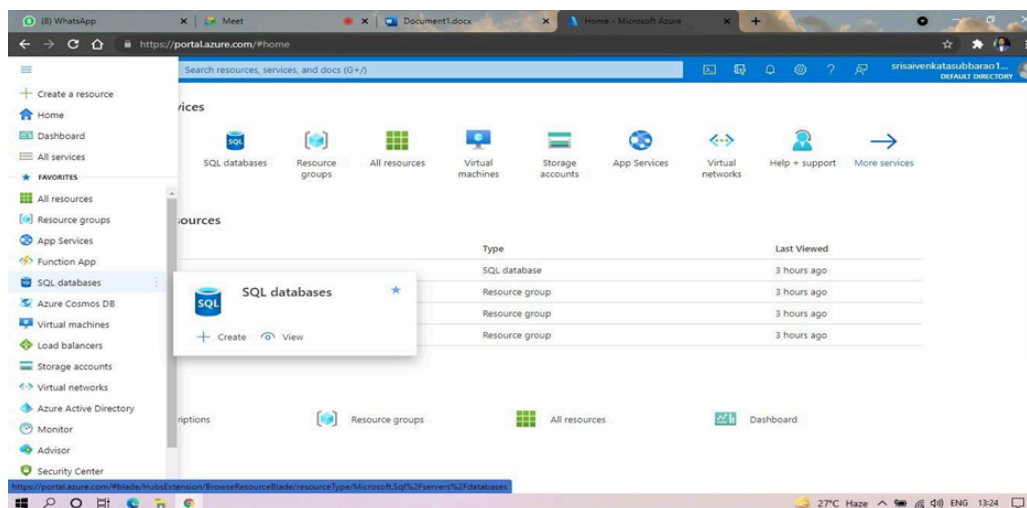 (8) WhatsApp
Meet
Document1.docx
Home - Microsoft Azure
https://portal.azure.com/#home
Search resources, services, and docs (G+/)
srisaivenkatasubbarao1...
DEFAULT DIRECTORY
Create a resource
Home
Dashboard
All services
FAVORITES
All resources
Resource groups
App Services
Function App
SQL databases
Azure Cosmos DB
Virtual machines
Load balancers
Storage accounts
Virtual networks
Azure Active Directory
Monitor
Advisor
Security Center
vices
SQL databases
Resource groups
All resources
Virtual machines
Storage accounts
App Services
Virtual networks
Help + support
More services
sources
Type
Last Viewed
SQL database
3 hours ago
Resource group
3 hours ago
Resource group
3 hours ago
Resource group
3 hours ago
SQL
SQL databases
Create
View
riptions
Resource groups
All resources
Dashboard
https://portal.azure.com/#blade/HubsExtension/BrowseResourceBlade/resourceType/Microsoft.Sql%2Fservers%2Fdatabases
27°C Haze
ENG
13:24